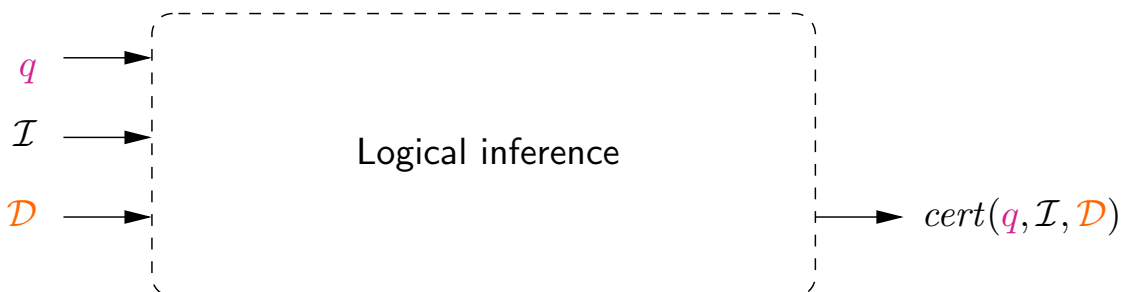 q
ℐ
Logical inference
𝒟
cert(q, ℐ, 𝒟)